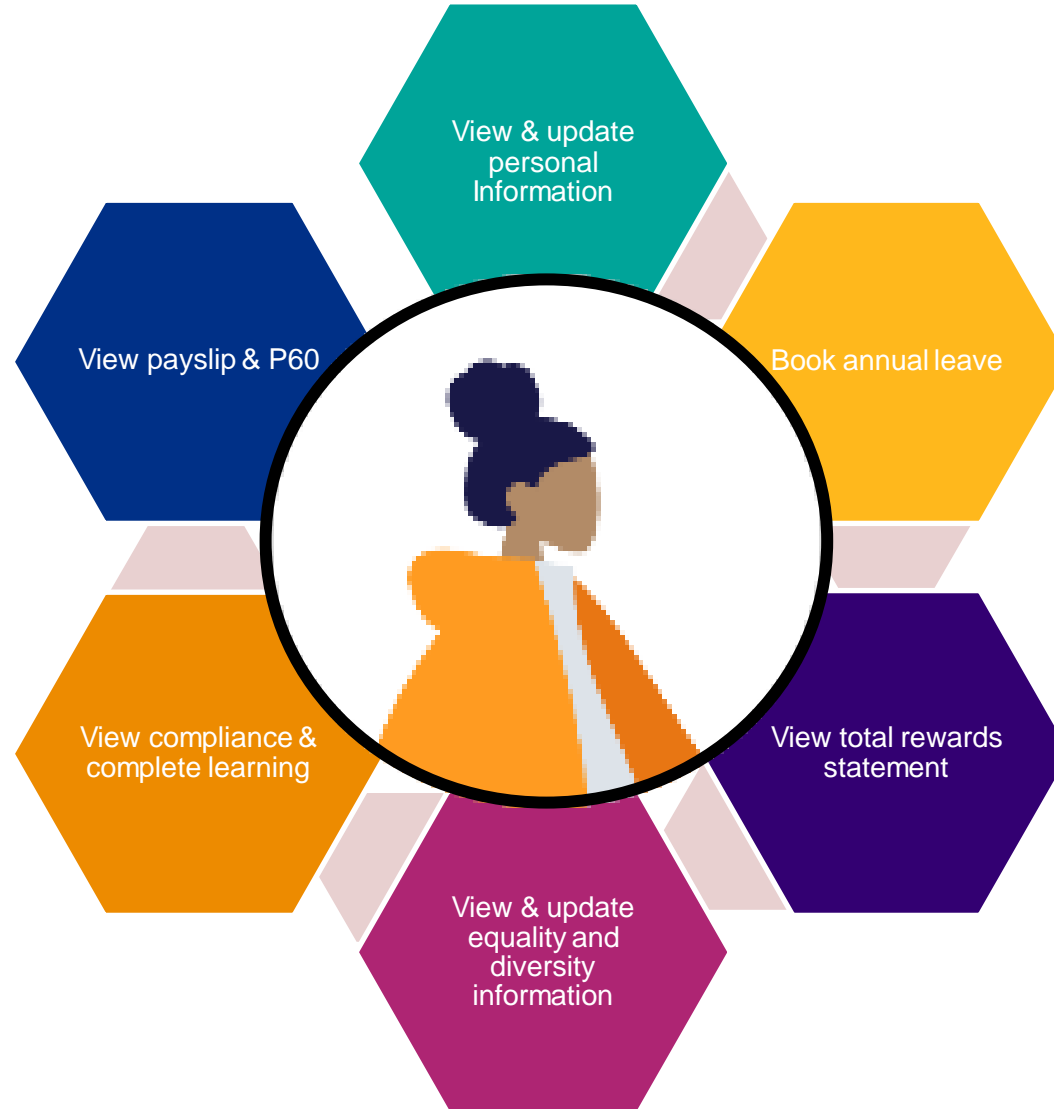 View & update
personal
Information
Book annual leave
View total rewards
statement
View & update
equality and
diversity
information
View compliance &
complete learning
View payslip & P60